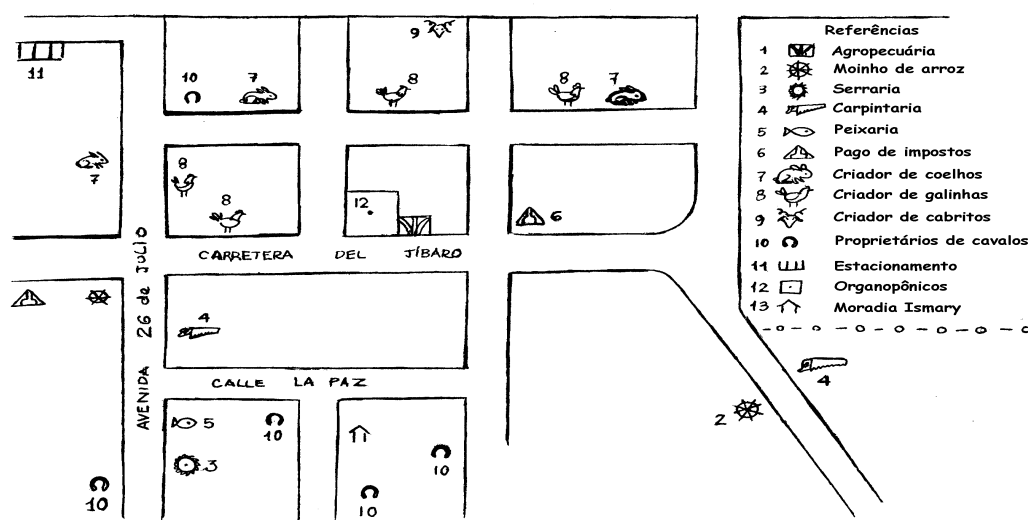 9
11
10
7
8
8
7
7
8
8
12
6
CARRETERA DEL JÍBARO
AVENIDA 26 de JULIO
4
CALLE LA PAZ
5
10
3
10
10
10
2
4
Referências
1 Agropecuária
2 Moinho de arroz
3 Serraria
4 Carpintaria
5 Peixaria
6 Pago de impostos
7 Criador de coelhos
8 Criador de galinhas
9 Criador de cabritos
10 Proprietários de cavalos
11 Estacionamento
12 Organopônicos
13 Moradia Ismary